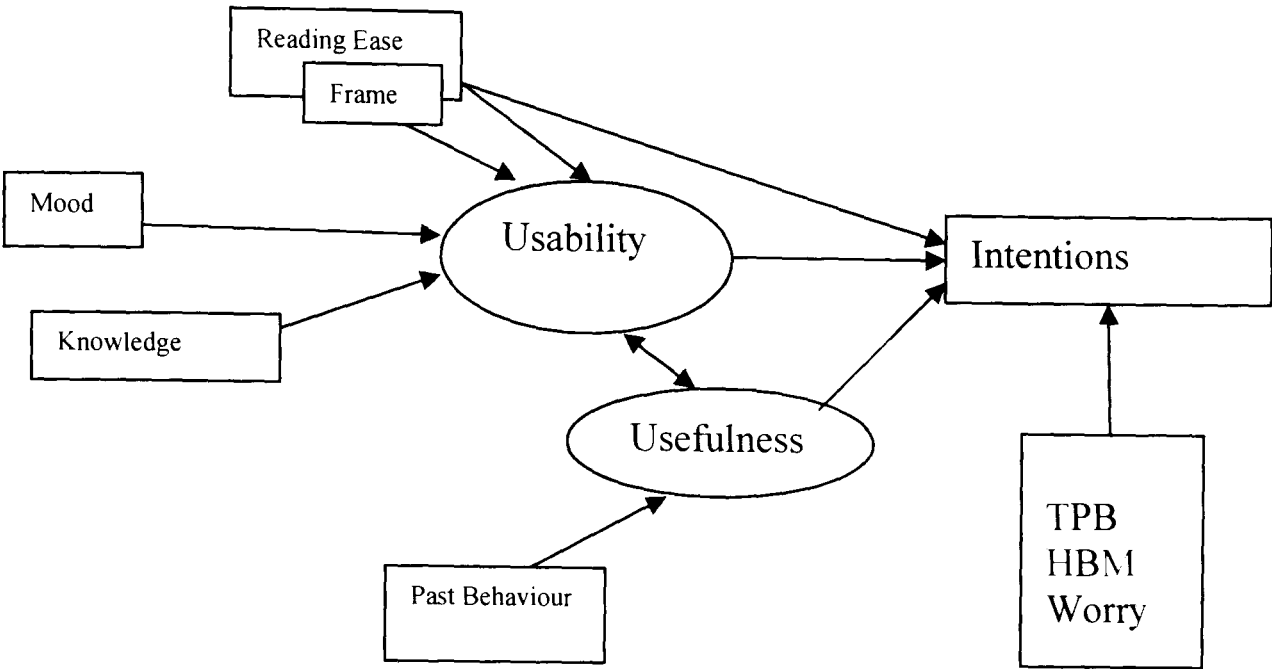 Reading Ease
Frame
Mood
Usability
Intentions
Knowledge
Usefulness
TPB
HBM
Worry
Past Behaviour